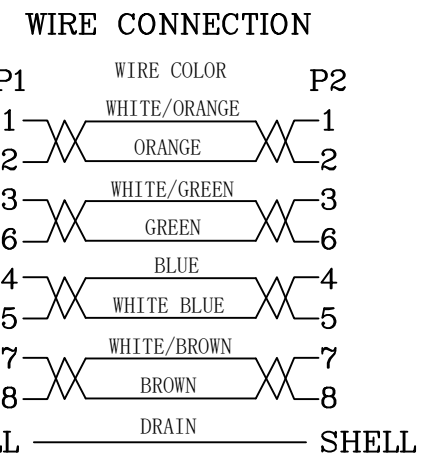 WIRE CONNECTION
P1 WIRE COLOR P2
1 WHITE/ORANGE 1
2 ORANGE 2
3 WHITE/GREEN 3
6 GREEN 6
4 BLUE 4
5 WHITE BLUE 5
7 WHITE/BROWN 7
8 BROWN 8
DRAIN SHELL